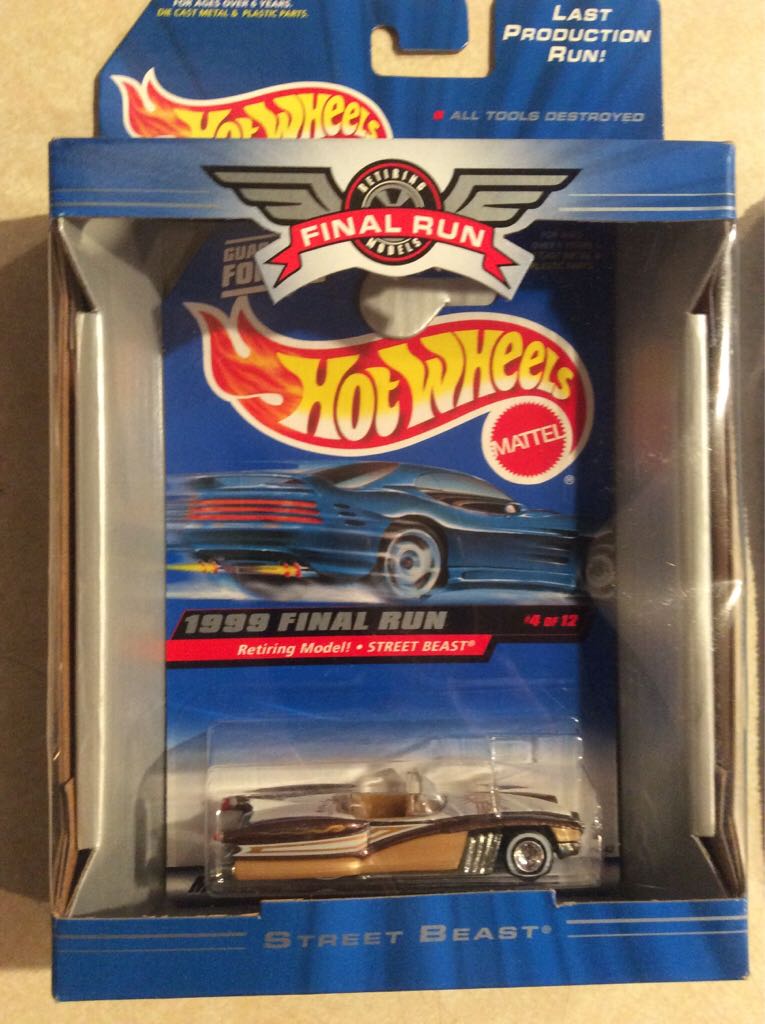 FOR AGES OVER 6 YEARS.
DIE CAST METAL & PLASTIC PARTS.
LAST
PRODUCTION
RUN!
HOT WHEELS
ALL TOOLS DESTROYED
RETIRING
FINAL RUN
MODELS
HOT WHEELS
MATTEL
®
1999 FINAL RUN
#4 OF 12
Retiring Model! • STREET BEAST®
STREET BEAST®